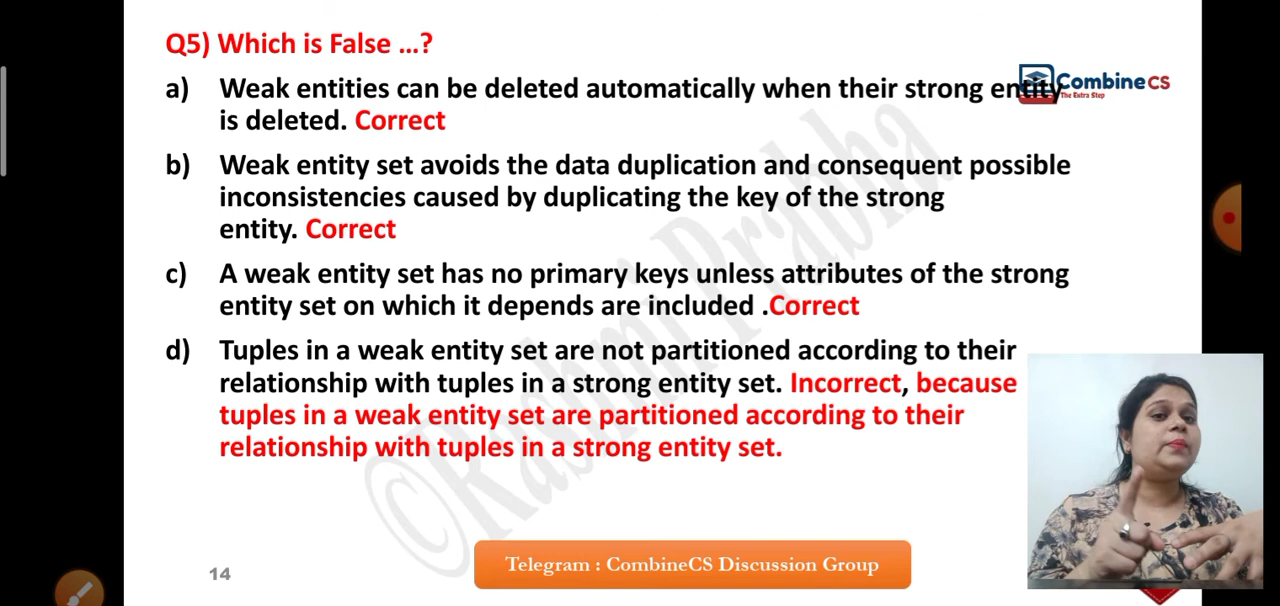 Q5) Which is False ...?
a) Weak entities can be deleted automatically when their strong entity
is deleted. Correct
CombineCS
The Extra Step
b) Weak entity set avoids the data duplication and consequent possible
inconsistencies caused by duplicating the key of the strong
entity. Correct
c) A weak entity set has no primary keys unless attributes of the strong
entity set on which it depends are included .Correct
d) Tuples in a weak entity set are not partitioned according to their
relationship with tuples in a strong entity set. Incorrect, because
tuples in a weak entity set are partitioned according to their
relationship with tuples in a strong entity set.
©Rashmi Prabha
14
Telegram : CombineCS Discussion Group